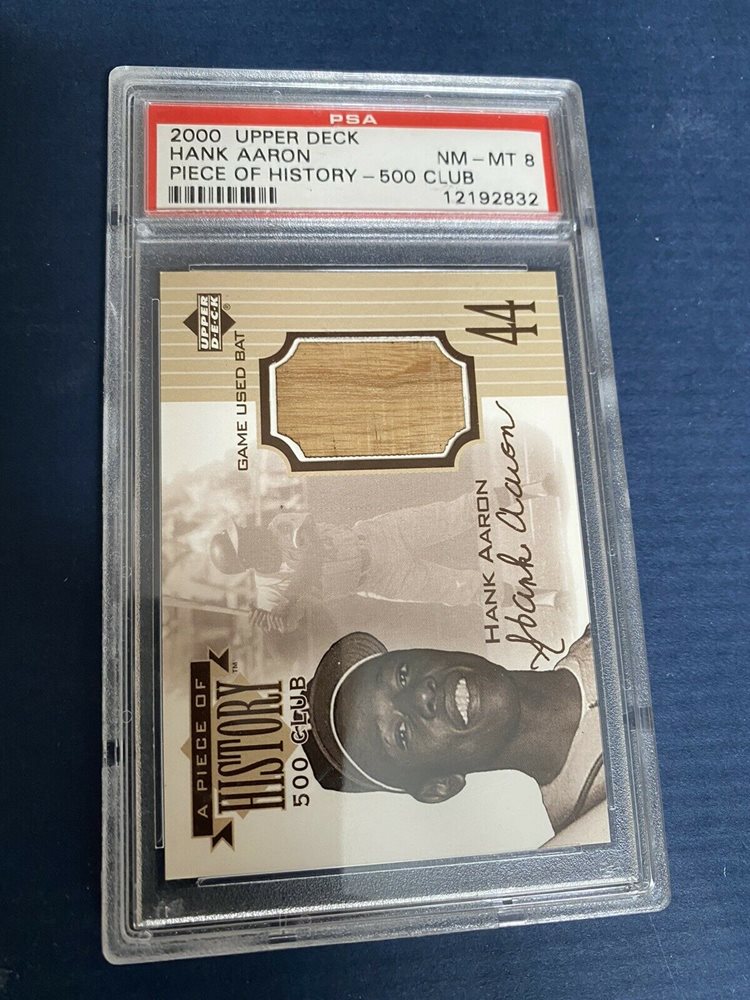 PSA
2000 UPPER DECK
HANK AARON NM-MT 8
PIECE OF HISTORY-500 CLUB
12192832
UPPER
DECK®
GAME USED BAT
44
HANK AARON
Hank Aaron
A PIECE OF
HISTORY™
500 CLUB